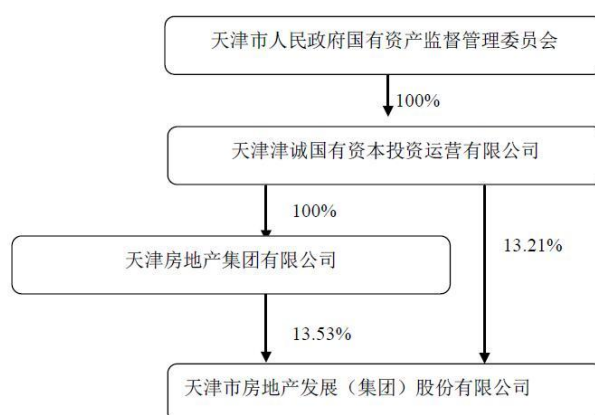 天津市人民政府国有资产监督管理委员会
100%
天津津诚国有资本投资运营有限公司
100%
13.21%
天津房地产集团有限公司
13.53%
天津市房地产发展（集团）股份有限公司